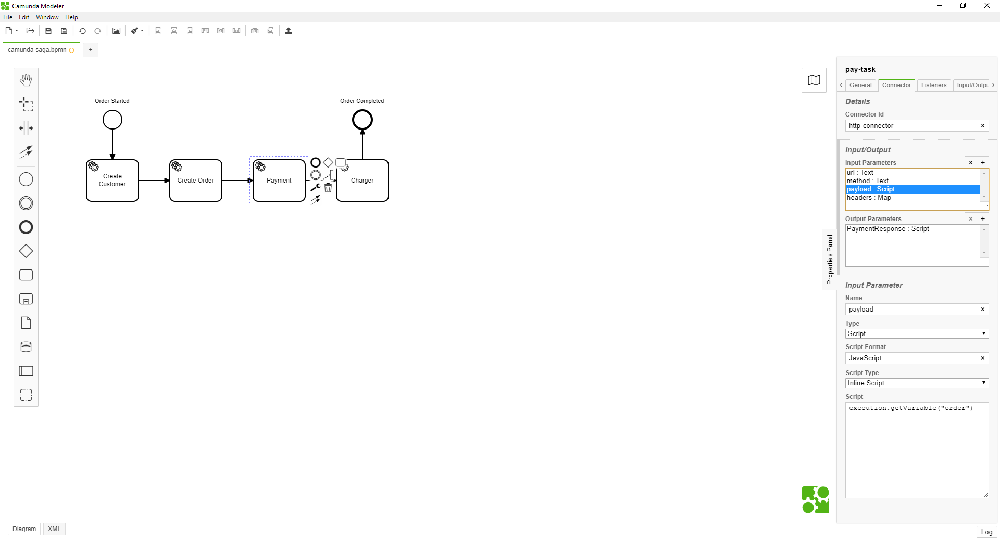 Camunda Modeler
File Edit Window Help
camunda-saga.bpmn
+
Order Started
Order Completed
Create
Customer
Create Order
Payment
Charger
Properties Panel
pay-task
General Connector Listeners Input/Outpu
Details
Connector Id
http-connector
Input/Output
Input Parameters
url : Text
method : Text
payload : Script
headers : Map
Output Parameters
PaymentResponse : Script
Input Parameter
Name
payload
Type
Script
Script Format
JavaScript
Script Type
Inline Script
Script
execution.getVariable("order")
Diagram XML
Log